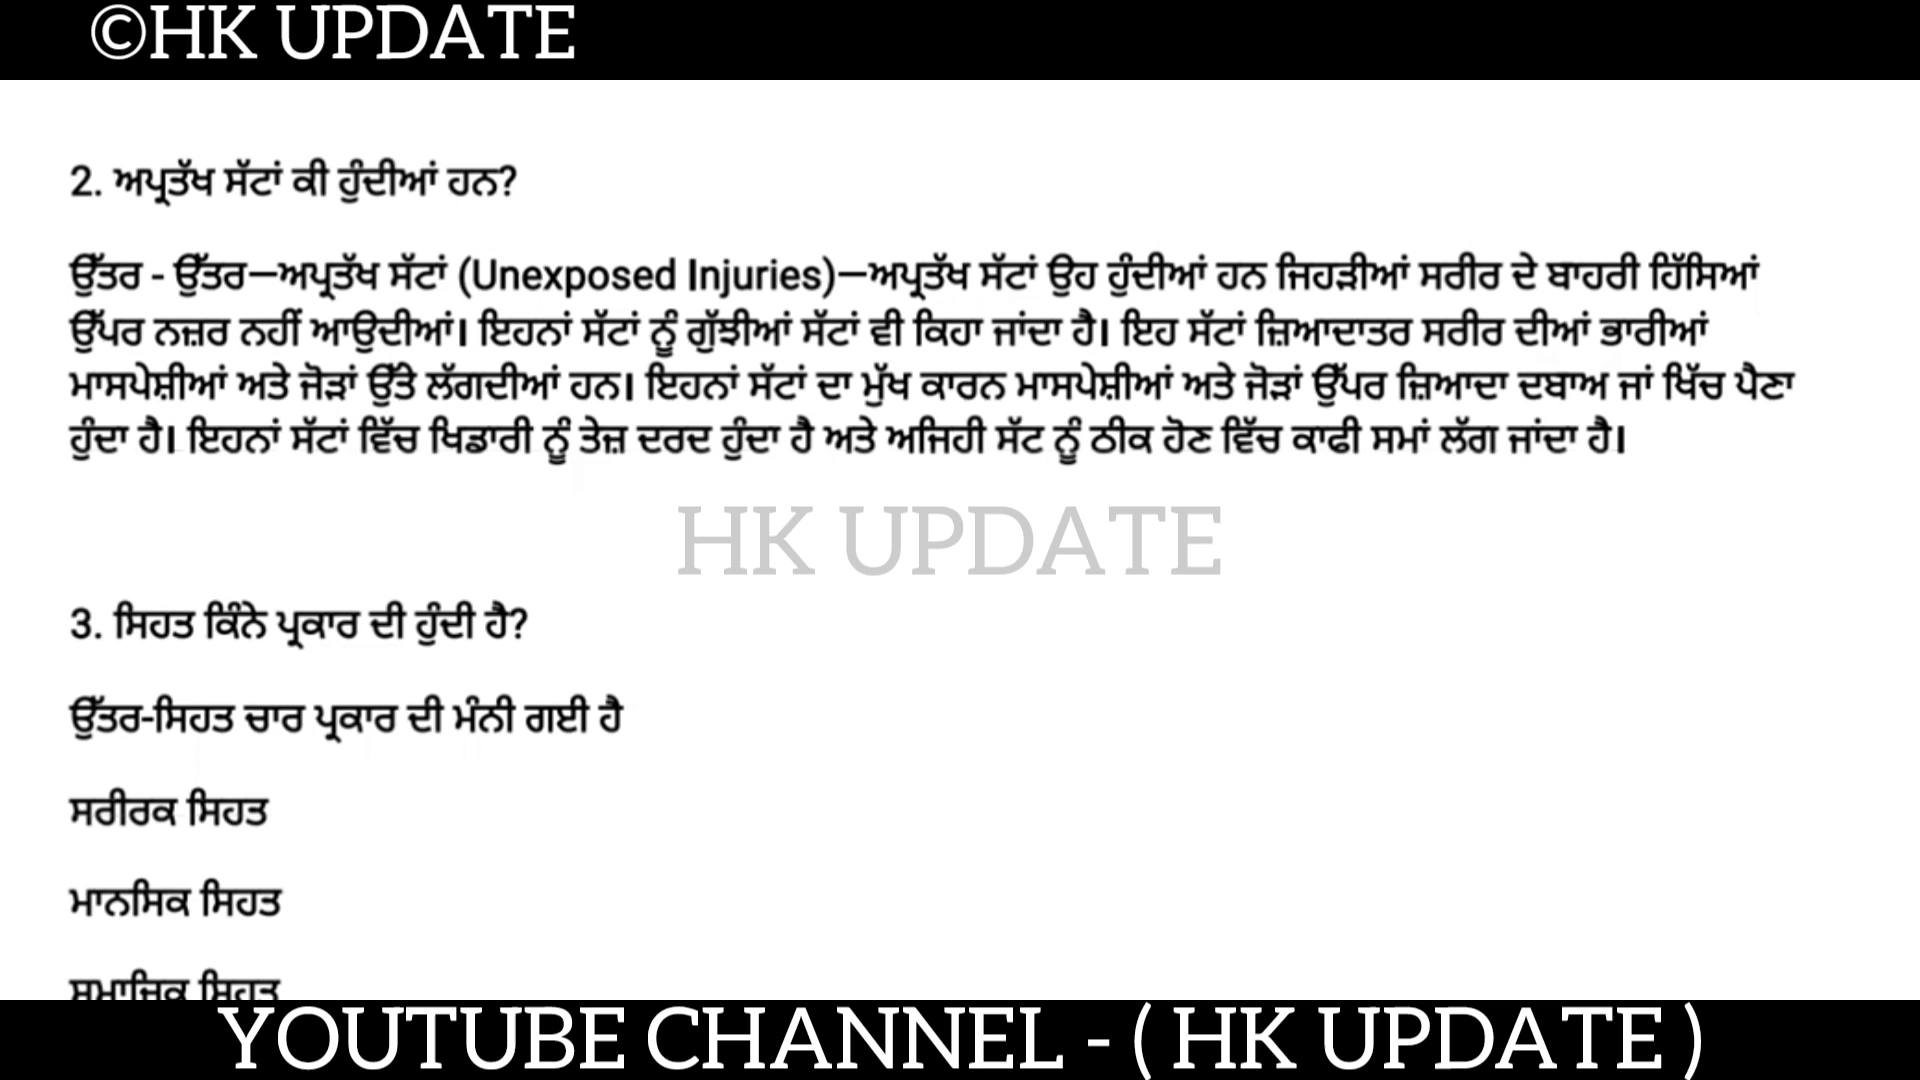 ©HK UPDATE
2. ਅਪ੍ਰਤੱਖ ਸੱਟਾਂ ਕੀ ਹੁੰਦੀਆਂ ਹਨ?
ਉੱਤਰ - ਉੱਤਰ—ਅਪ੍ਰਤੱਖ ਸੱਟਾਂ (Unexposed Injuries)—ਅਪ੍ਰਤੱਖ ਸੱਟਾਂ ਉਹ ਹੁੰਦੀਆਂ ਹਨ ਜਿਹੜੀਆਂ ਸਰੀਰ ਦੇ ਬਾਹਰੀ ਹਿੱਸਿਆਂ
ਉੱਪਰ ਨਜ਼ਰ ਨਹੀਂ ਆਉਦੀਆਂ। ਇਹਨਾਂ ਸੱਟਾਂ ਨੂੰ ਗੁੱਝੀਆਂ ਸੱਟਾਂ ਵੀ ਕਿਹਾ ਜਾਂਦਾ ਹੈ। ਇਹ ਸੱਟਾਂ ਜ਼ਿਆਦਾਤਰ ਸਰੀਰ ਦੀਆਂ ਭਾਰੀਆਂ
ਮਾਸਪੇਸ਼ੀਆਂ ਅਤੇ ਜੋੜਾਂ ਉੱਤੇ ਲੱਗਦੀਆਂ ਹਨ। ਇਹਨਾਂ ਸੱਟਾਂ ਦਾ ਮੁੱਖ ਕਾਰਨ ਮਾਸਪੇਸ਼ੀਆਂ ਅਤੇ ਜੋੜਾਂ ਉੱਪਰ ਜ਼ਿਆਦਾ ਦਬਾਅ ਜਾਂ ਖਿੱਚ ਪੈਣਾ
ਹੁੰਦਾ ਹੈ। ਇਹਨਾਂ ਸੱਟਾਂ ਵਿੱਚ ਖਿਡਾਰੀ ਨੂੰ ਤੇਜ਼ ਦਰਦ ਹੁੰਦਾ ਹੈ ਅਤੇ ਅਜਿਹੀ ਸੱਟ ਨੂੰ ਠੀਕ ਹੋਣ ਵਿੱਚ ਕਾਫੀ ਸਮਾਂ ਲੱਗ ਜਾਂਦਾ ਹੈ।
HK UPDATE
3. ਸਿਹਤ ਕਿੰਨੇ ਪ੍ਰਕਾਰ ਦੀ ਹੁੰਦੀ ਹੈ?
ਉੱਤਰ-ਸਿਹਤ ਚਾਰ ਪ੍ਰਕਾਰ ਦੀ ਮੰਨੀ ਗਈ ਹੈ
ਸਰੀਰਕ ਸਿਹਤ
ਮਾਨਸਿਕ ਸਿਹਤ
ਸਮਾਜਿਕ ਸਿਹਤ
YOUTUBE CHANNEL - ( HK UPDATE )